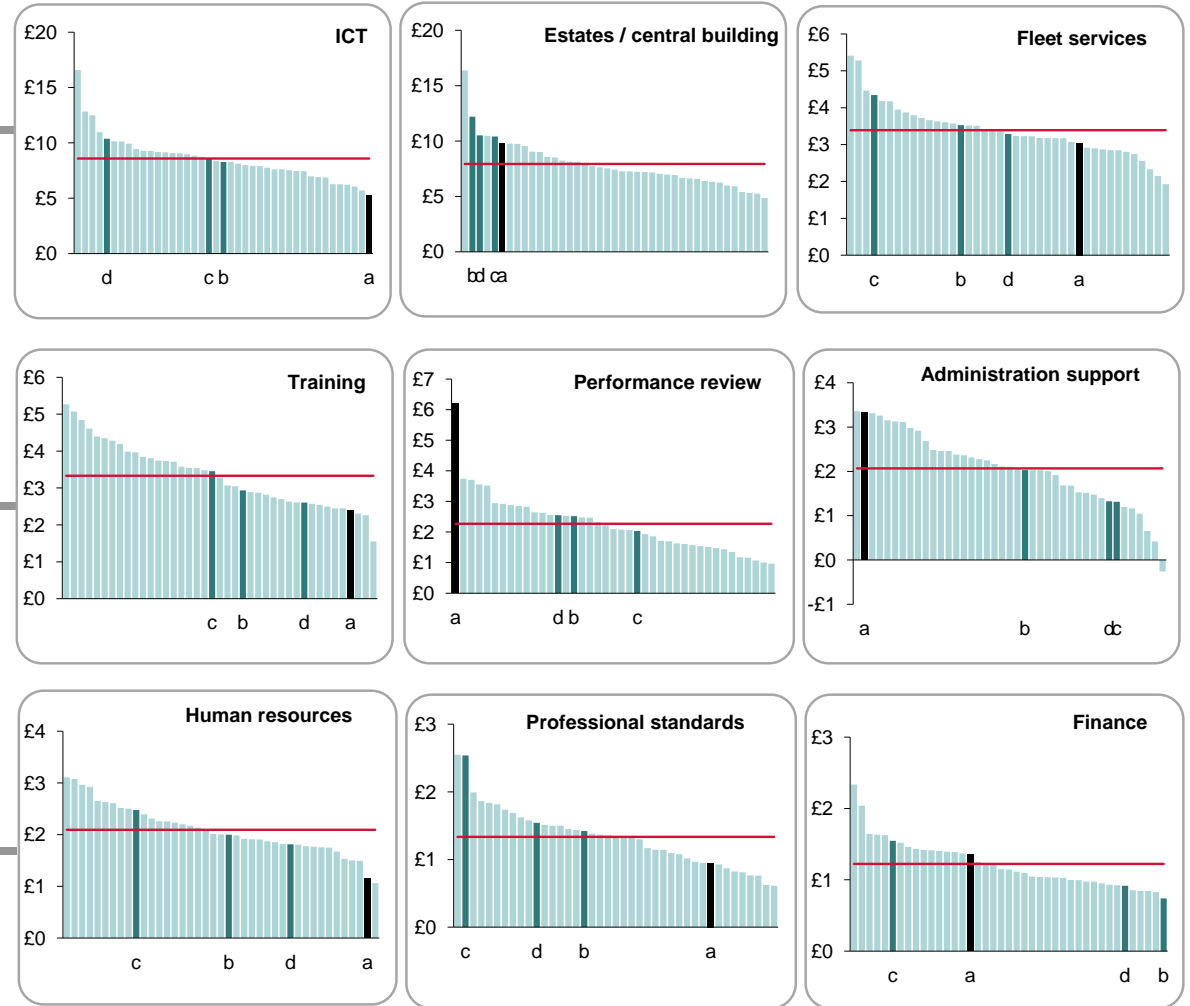 ICT
£20
£15
£10
£5
£0
d c b a
Estates / central building
£20
£15
£10
£5
£0
bd ca
Fleet services
£6
£5
£4
£3
£2
£1
£0
c b d a
Training
£6
£5
£4
£3
£2
£1
£0
c b d a
Performance review
£7
£6
£5
£4
£3
£2
£1
£0
a d b c
Administration support
£4
£3
£2
£1
£0
-£1
a b dc
Human resources
£4
£3
£2
£1
£0
c b d a
Professional standards
£3
£2
£1
£0
c d b a
Finance
£3
£2
£1
£0
c a d b